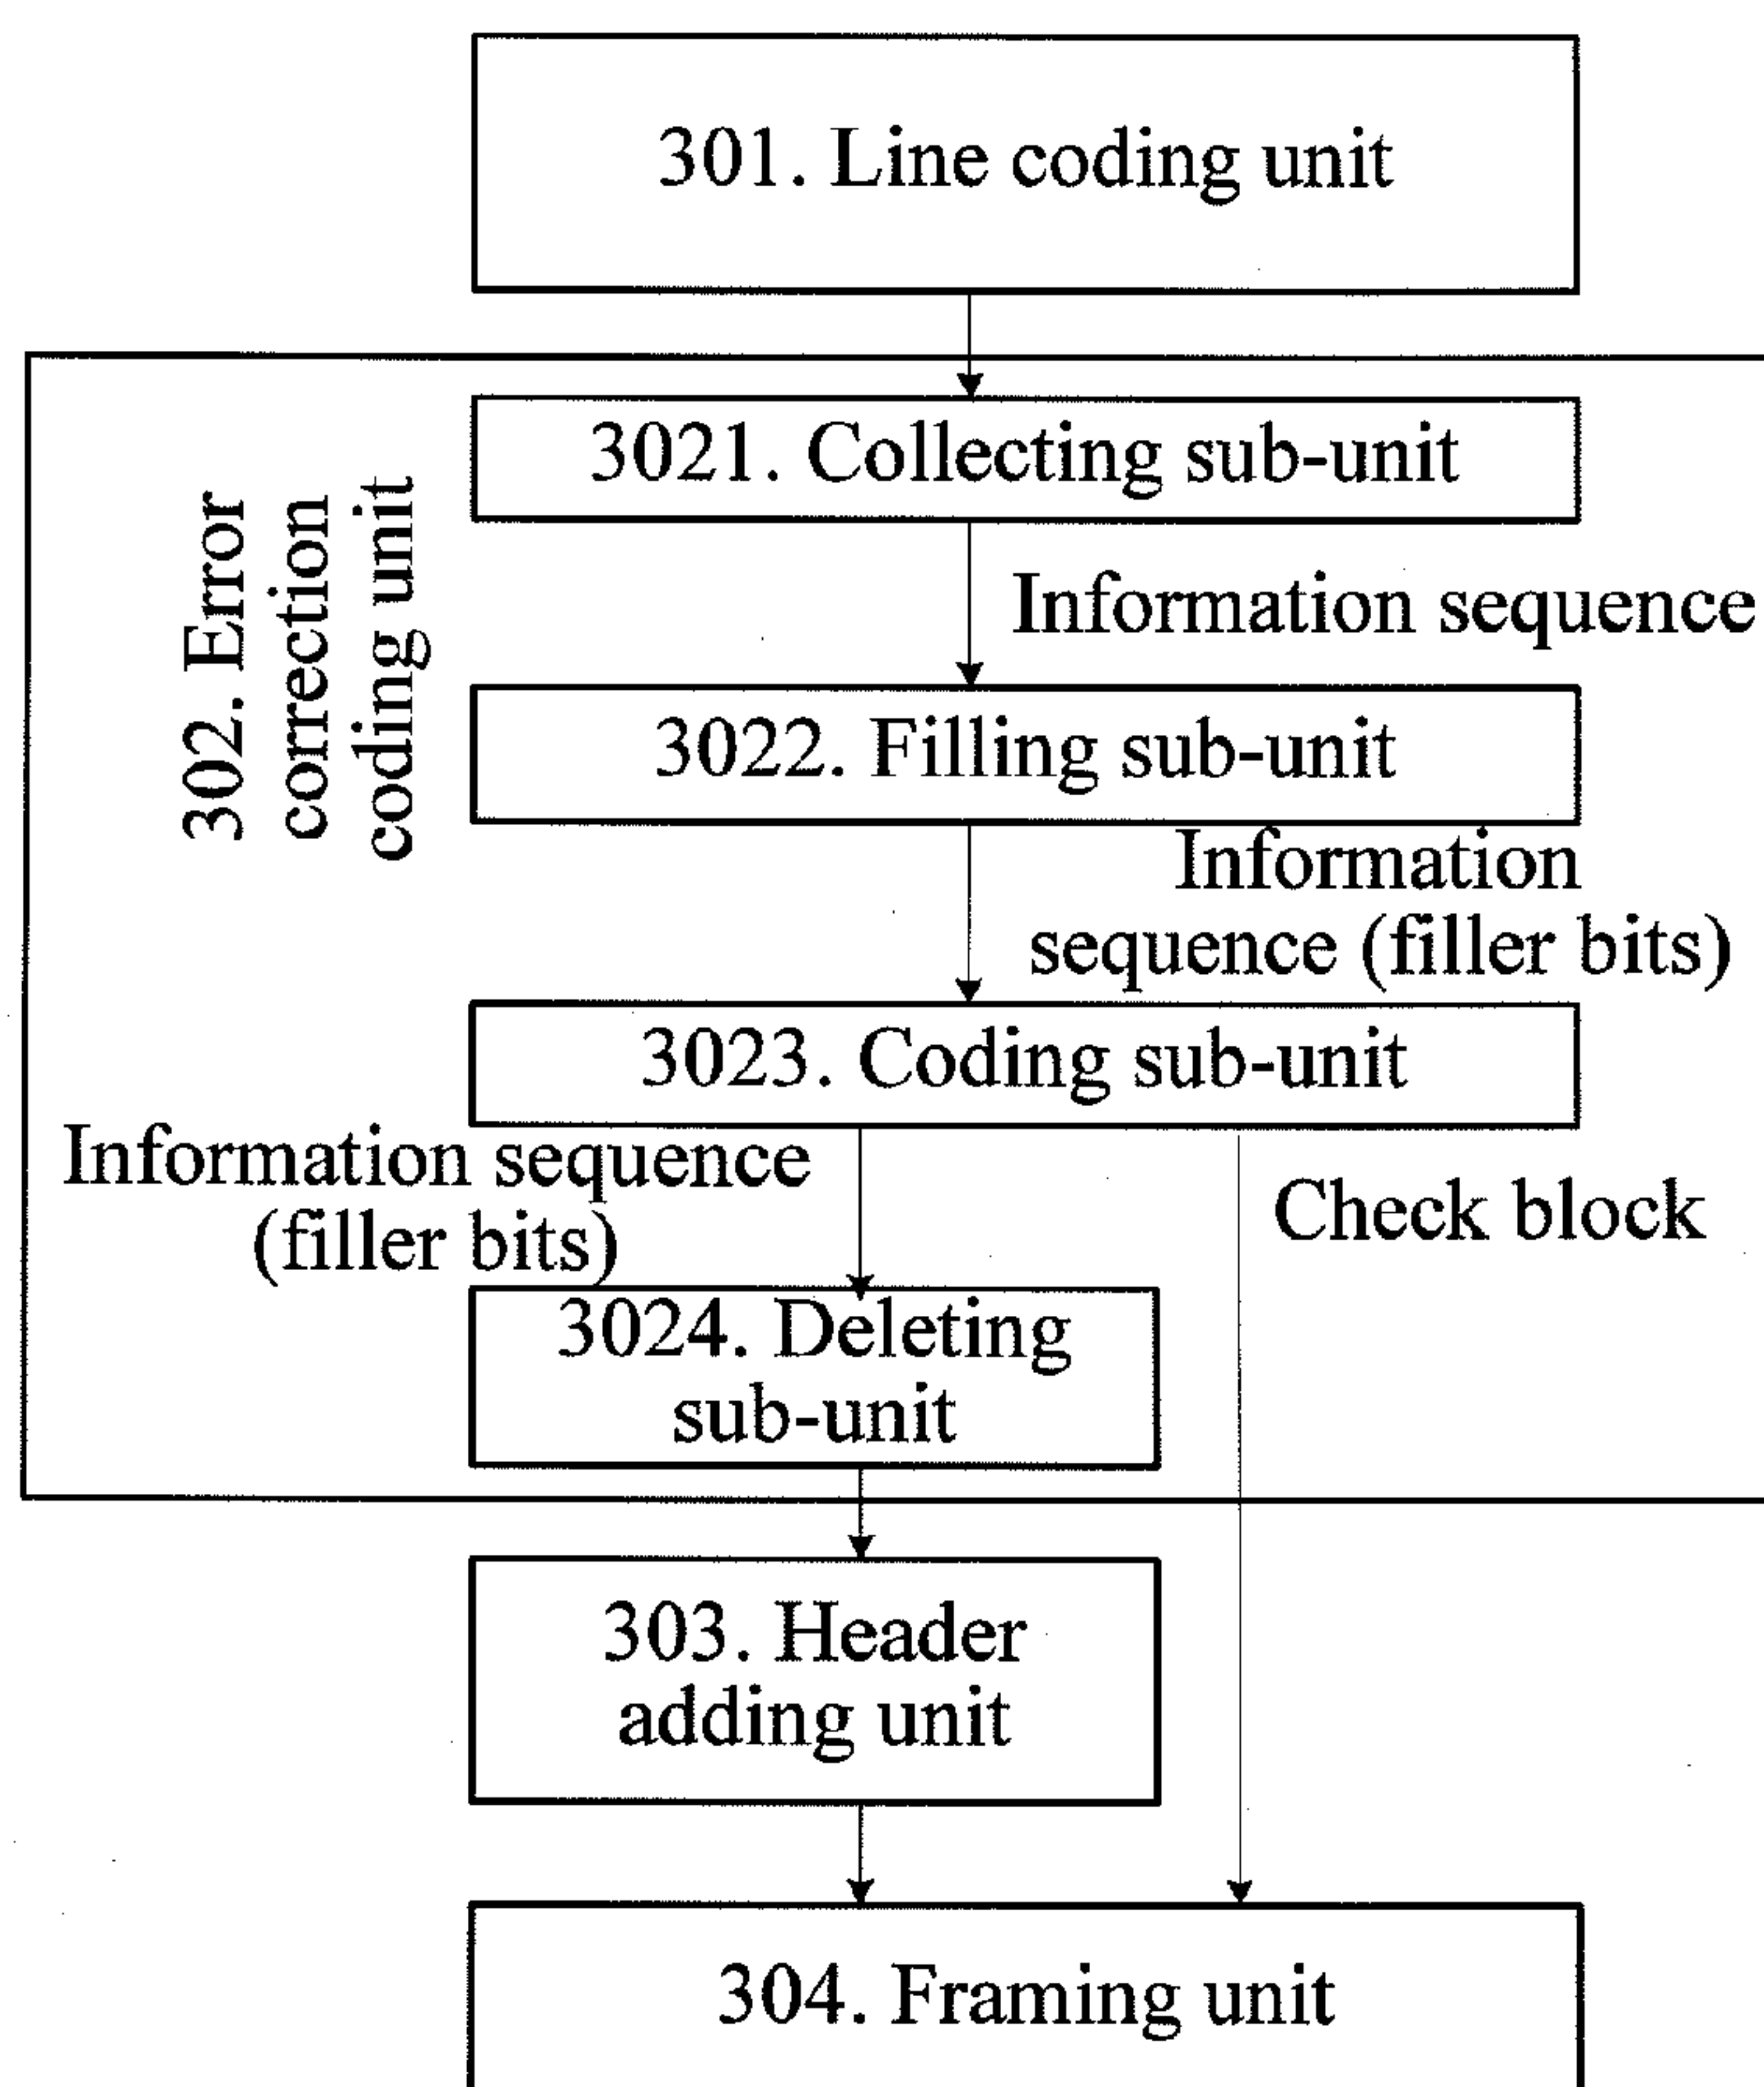 301. Line coding unit
302. Error
correction
coding unit
3021. Collecting sub-unit
Information sequence
3022. Filling sub-unit
Information
sequence (filler bits)
3023. Coding sub-unit
Information sequence
(filler bits)
Check block
3024. Deleting
sub-unit
303. Header
adding unit
304. Framing unit